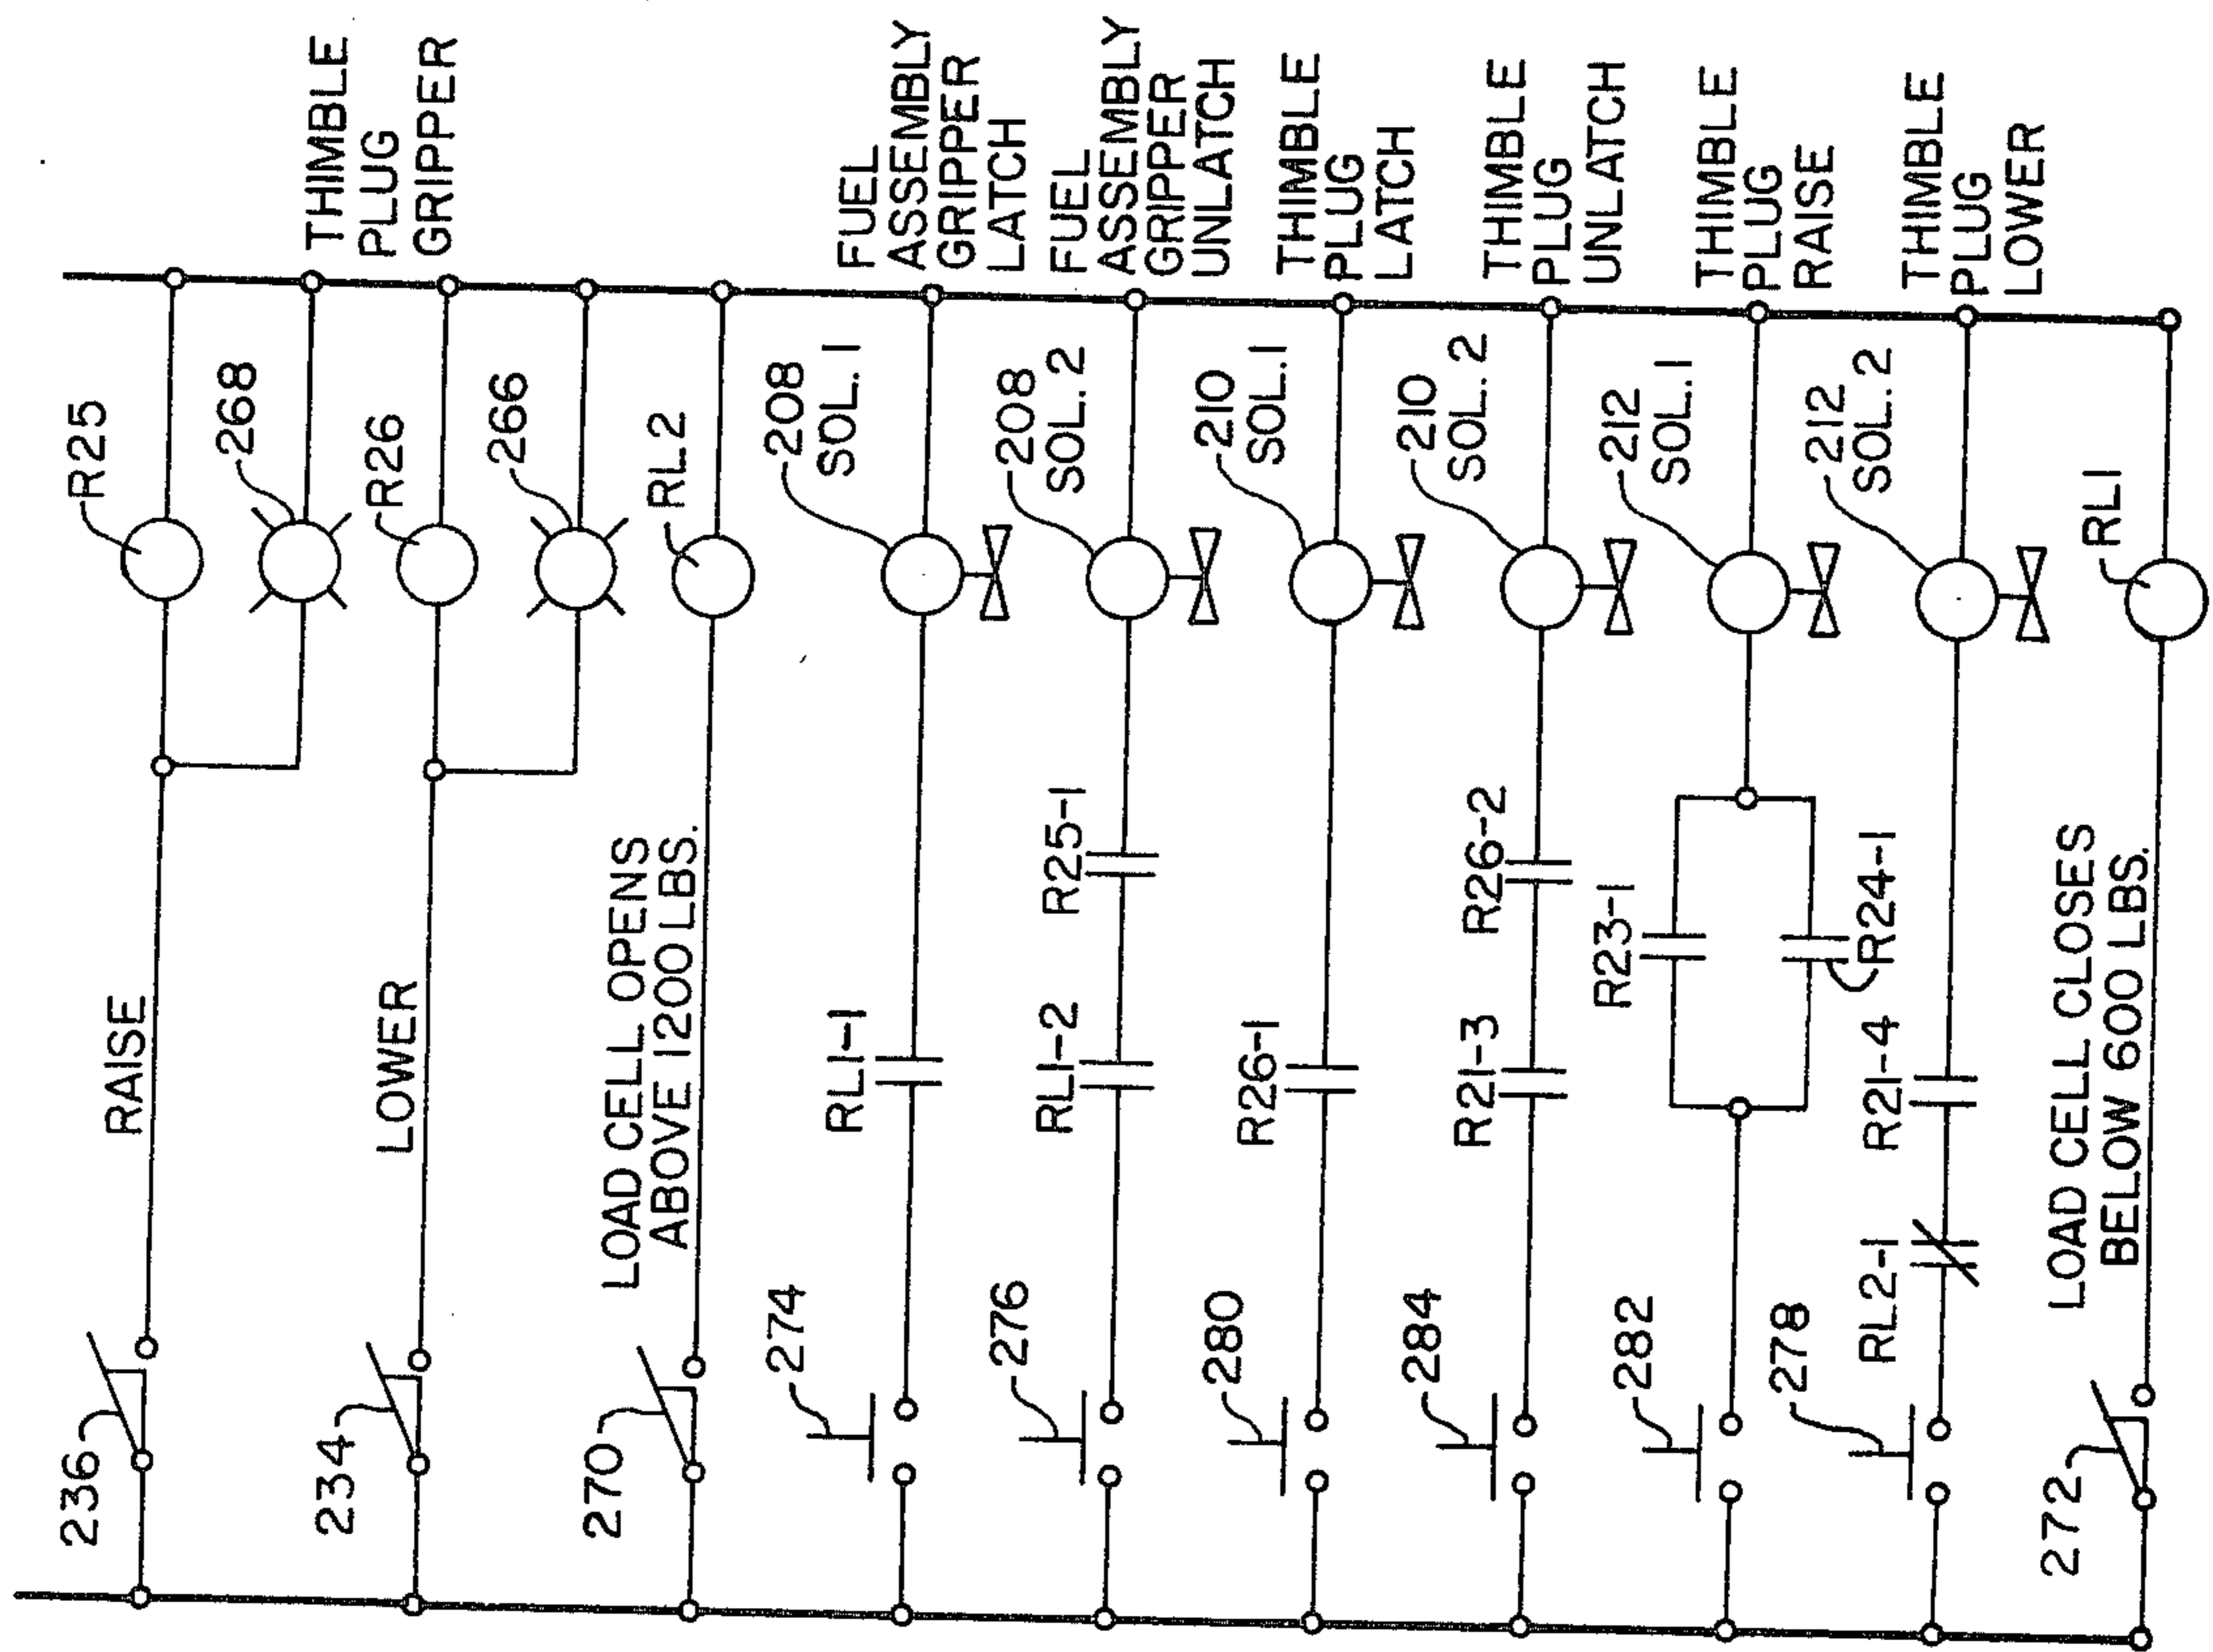 236
RAISE
R25
268
THIMBLE
PLUG
GRIPPER
234
LOWER
R26
266
270
LOAD CELL OPENS
ABOVE 1200 LBS.
RL2
274
RL1-1
208
SOL. 1
FUEL
ASSEMBLY
GRIPPER
LATCH
276
RL1-2
R25-1
208
SOL. 2
FUEL
ASSEMBLY
GRIPPER
UNLATCH
280
R26-1
210
SOL. 1
THIMBLE
PLUG
LATCH
284
R21-3
R26-2
210
SOL. 2
THIMBLE
PLUG
UNLATCH
282
R23-1
R24-1
212
SOL. 1
THIMBLE
PLUG
RAISE
278
RL2-1
R21-4
212
SOL. 2
THIMBLE
PLUG
LOWER
272
LOAD CELL CLOSES
BELOW 600 LBS.
RL1